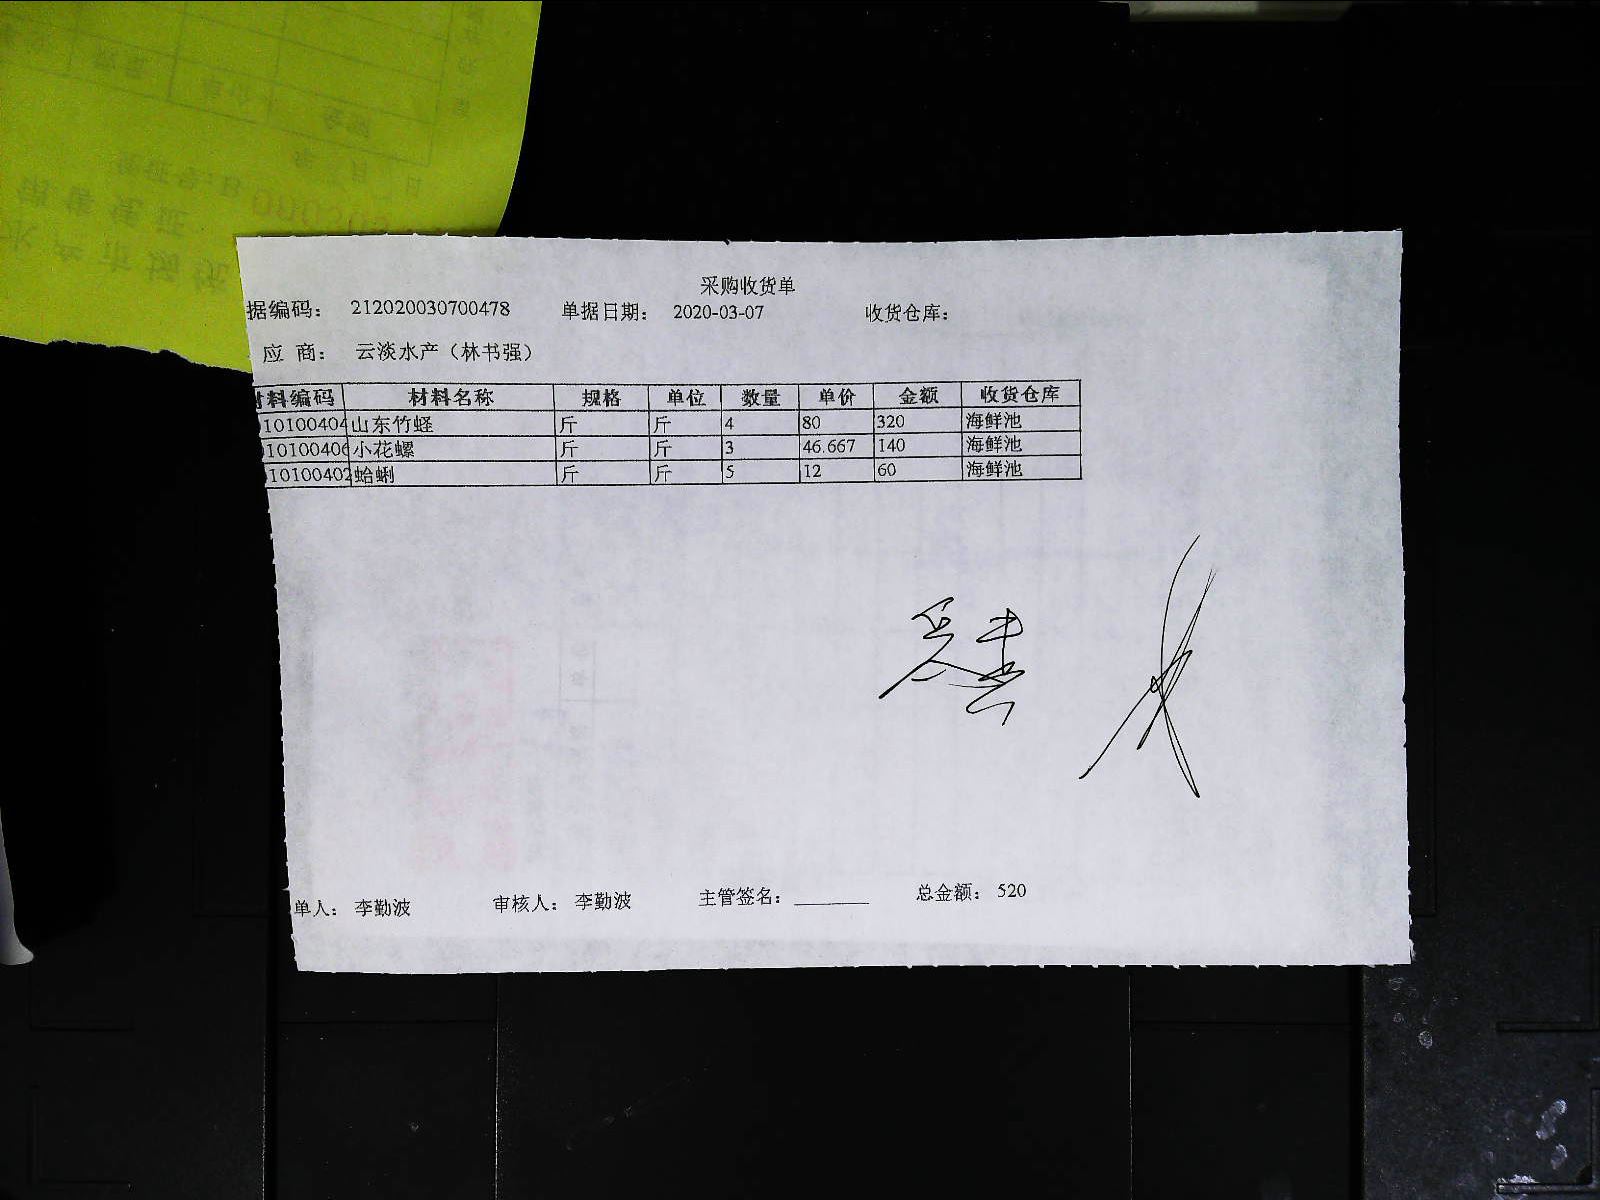 采购收货单
据编码： 212020030700478 单据日期： 2020-03-07 收货仓库：
应 商： 云淡水产（林书强）
材料编码 材料名称 规格 单位 数量 单价 金额 收货仓库
10100404 山东竹蛏 斤 斤 4 80 320 海鲜池
10100406 小花螺 斤 斤 3 46.667 140 海鲜池
10100402 蛤蜊 斤 斤 5 12 60 海鲜池
单人： 李勤波 审核人： 李勤波 主管签名： 总金额： 520